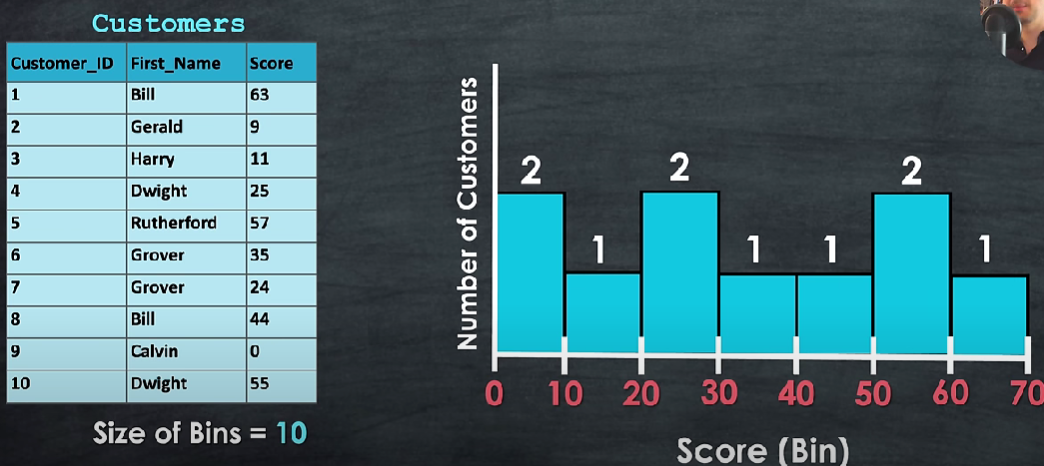 Customers
Customer_ID First_Name Score
1 Bill 63
2 Gerald 9
3 Harry 11
4 Dwight 25
5 Rutherford 57
6 Grover 35
7 Grover 24
8 Bill 44
9 Calvin 0
10 Dwight 55
Size of Bins = 10
Number of Customers
2 1 2 1 1 2 1
0 10 20 30 40 50 60 70
Score (Bin)